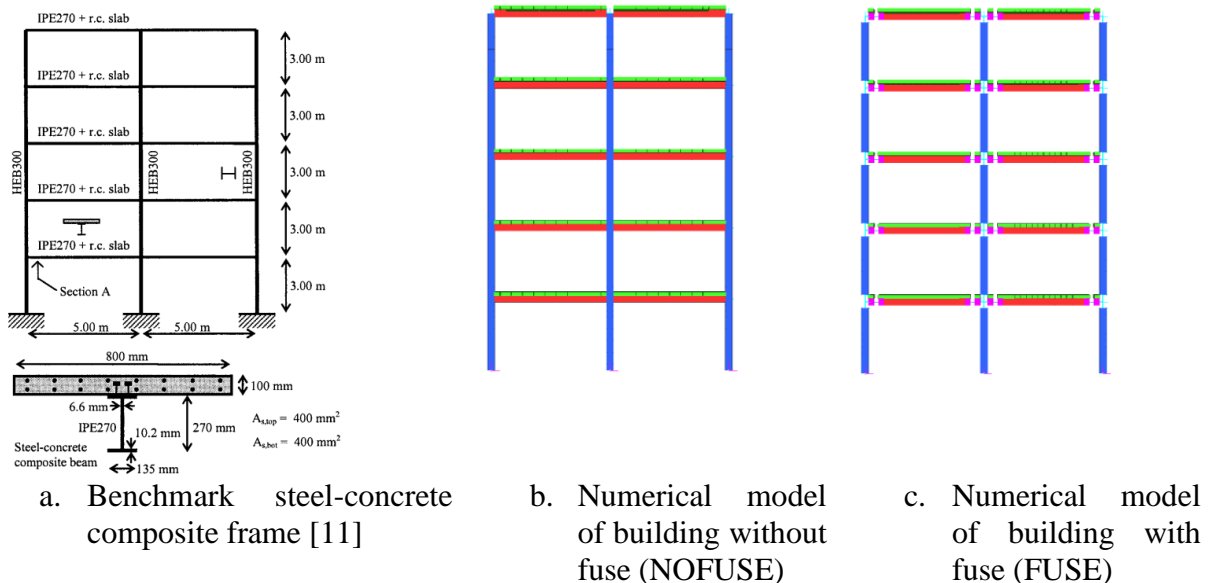 IPE270 + r.c. slab
3.00 m
IPE270 + r.c. slab
3.00 m
IPE270 + r.c. slab
HEB300
HEB300
HEB300
3.00 m
IPE270 + r.c. slab
3.00 m
IPE270 + r.c. slab
Section A
3.00 m
5.00 m
5.00 m
800 mm
100 mm
6.6 mm
IPE270
10.2 mm
270 mm
A_s,top = 400 mm²
A_s,bot = 400 mm²
Steel-concrete
composite beam
135 mm
a. Benchmark steel-concrete
composite frame [11]
b. Numerical model
of building without
fuse (NOFUSE)
c. Numerical model
of building with
fuse (FUSE)